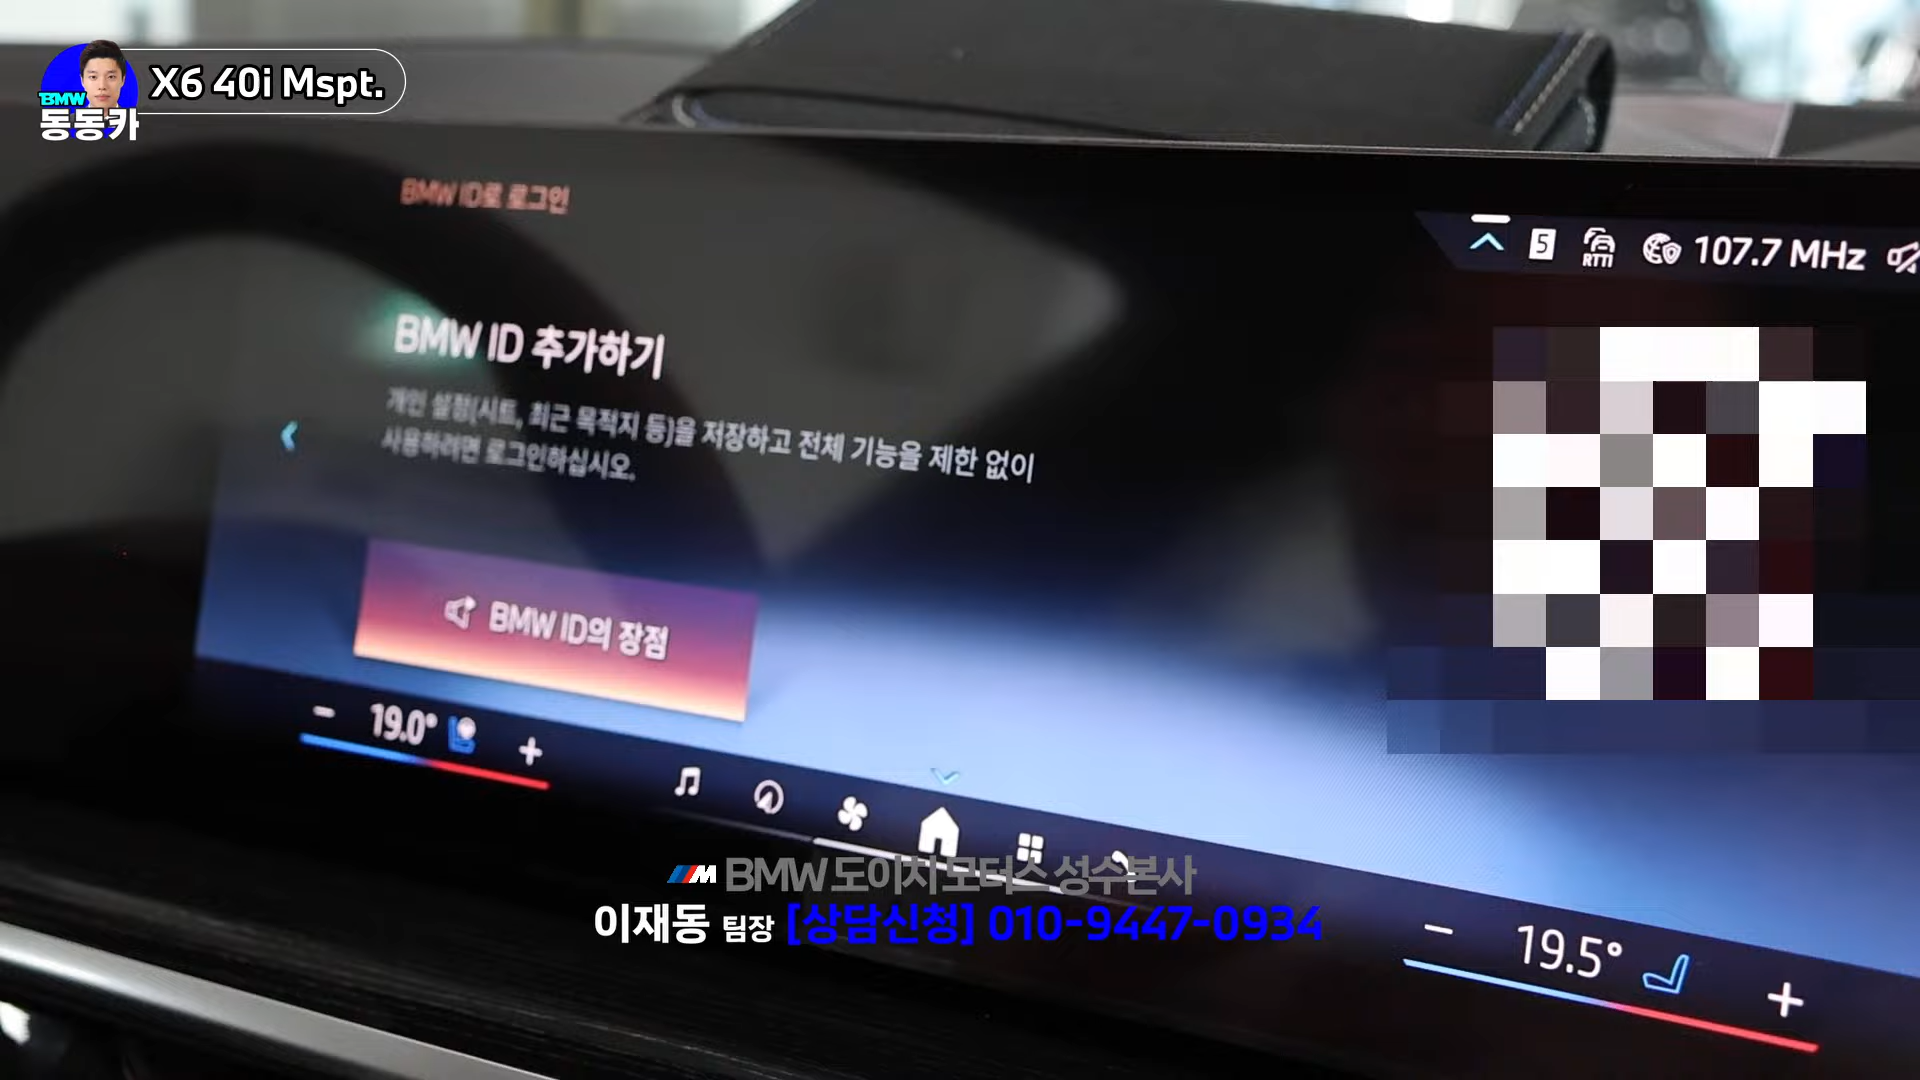 X6 40i Mspt.
BMW
동동카
BMW ID로 로그인
5
RTTI
107.7 MHz
BMW ID 추가하기
개인 설정(시트, 최근 목적지 등)을 저장하고 전체 기능을 제한 없이
사용하려면 로그인하십시오.
BMW ID의 장점
19.0°
M BMW 도이치 모터스 성수본사
이재동 팀장 [상담신청] 010-9447-0934
19.5°